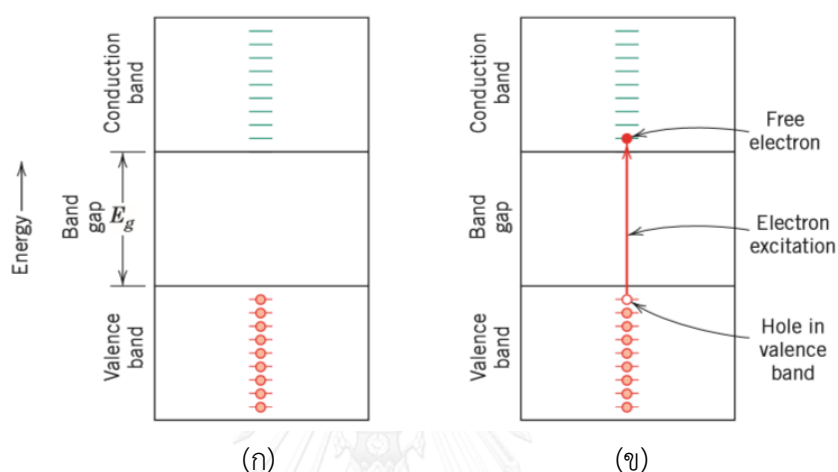 Energy
Conduction
band
Band
gap
Eg
Valence
band
(ก)
Conduction
band
Band
gap
Valence
band
Free
electron
Electron
excitation
Hole in
valence
band
(ข)